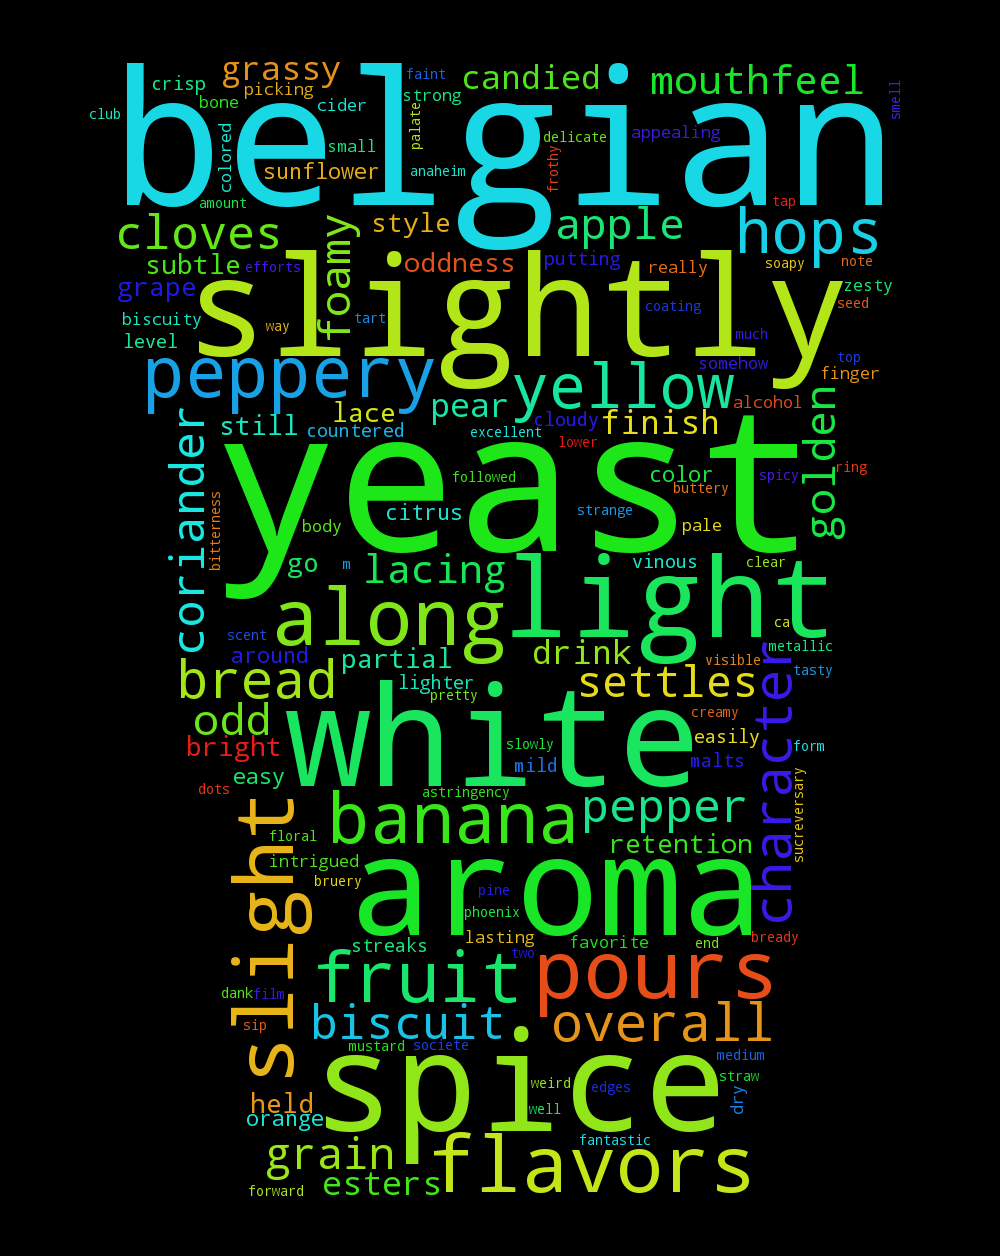 grassy candied mouthfeel
crisp picking faint strong smell
club bone cider palate
belgian
colored small delicate appealing
sunflower anaheim frothy
amount tap
cloves foamy style apple hops
subtle efforts oddness putting really soapy note
grape slightly coating zesty
biscuity way tart seed
level much
peppery yellow somehow top
finger
lace pear alcohol
coriander still countered cloudy finish golden
excellent lower
yeast
followed color spicy ring
bitterness citrus buttery
body strange pale
go m lacing vinous clear
light
along ca
scent drink metallic
around partial visible character tasty
bread lighter settles
pretty
odd white creamy
bright slowly easily form
easy mild malts
dots astringency
slight banana pepper sucreversary
floral retention
intrigued aroma
bruery pine
phoenix
streaks lasting favorite end bready
fruit two pours
dank film
sip biscuit overall
mustard societe medium
spice weird edges straw
held well dry
orange
fantastic
grain flavors
forward esters